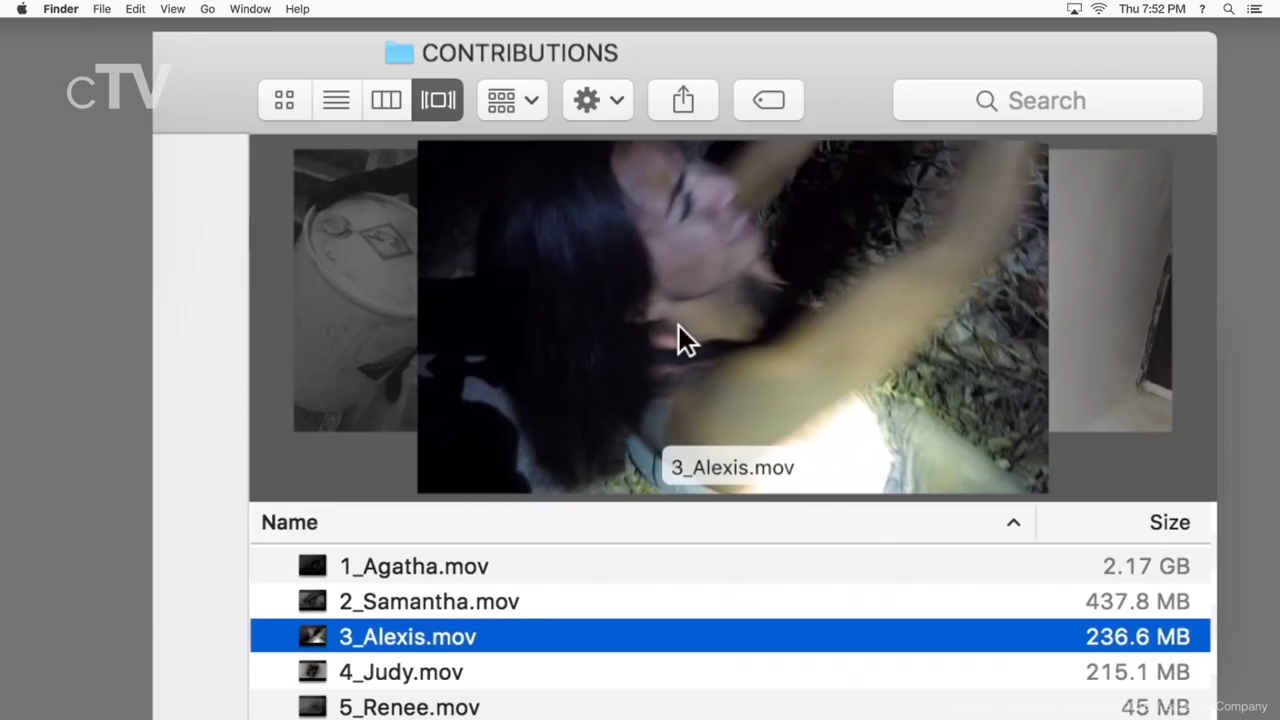 Finder File Edit View Go Window Help Thu 7:52 PM ?
cTV
CONTRIBUTIONS
Search
3_Alexis.mov
Name Size
1_Agatha.mov 2.17 GB
2_Samantha.mov 437.8 MB
3_Alexis.mov 236.6 MB
4_Judy.mov 215.1 MB
5_Renee.mov 45 MB
Company